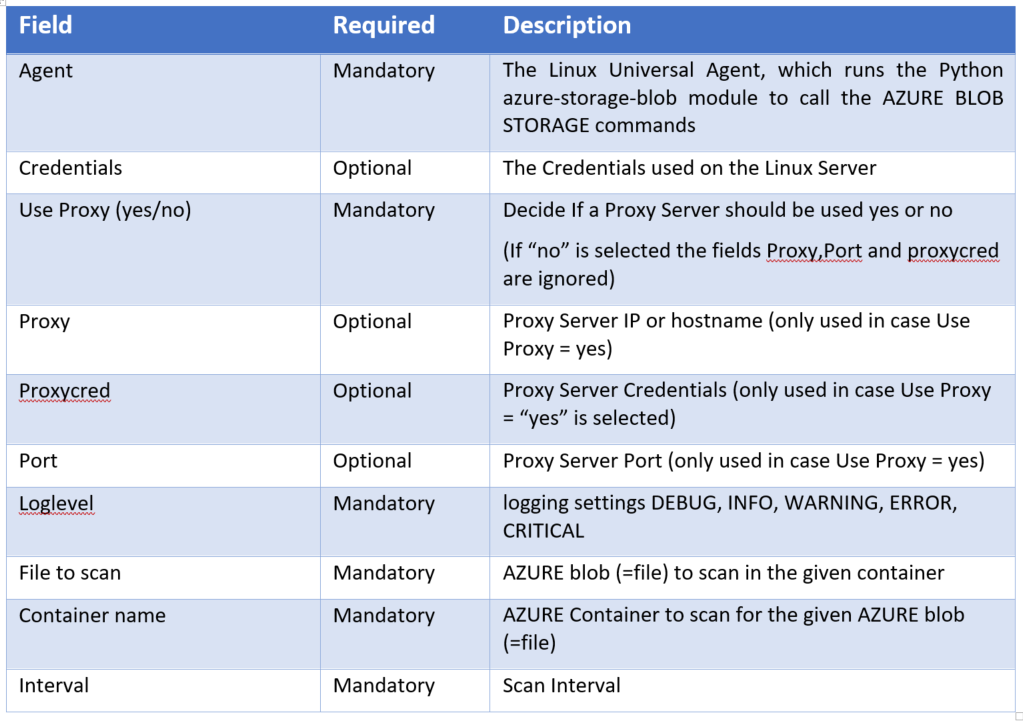 Field Required Description
Agent Mandatory The Linux Universal Agent, which runs the Python
azure-storage-blob module to call the AZURE BLOB
STORAGE commands
Credentials Optional The Credentials used on the Linux Server
Use Proxy (yes/no) Mandatory Decide If a Proxy Server should be used yes or no
(If “no” is selected the fields Proxy,Port and proxycred
are ignored)
Proxy Optional Proxy Server IP or hostname (only used in case Use
Proxy = yes)
Proxycred Optional Proxy Server Credentials (only used in case Use Proxy
= “yes” is selected)
Port Optional Proxy Server Port (only used in case Use Proxy = yes)
Loglevel Mandatory logging settings DEBUG, INFO, WARNING, ERROR,
CRITICAL
File to scan Mandatory AZURE blob (=file) to scan in the given container
Container name Mandatory AZURE Container to scan for the given AZURE blob
(=file)
Interval Mandatory Scan Interval